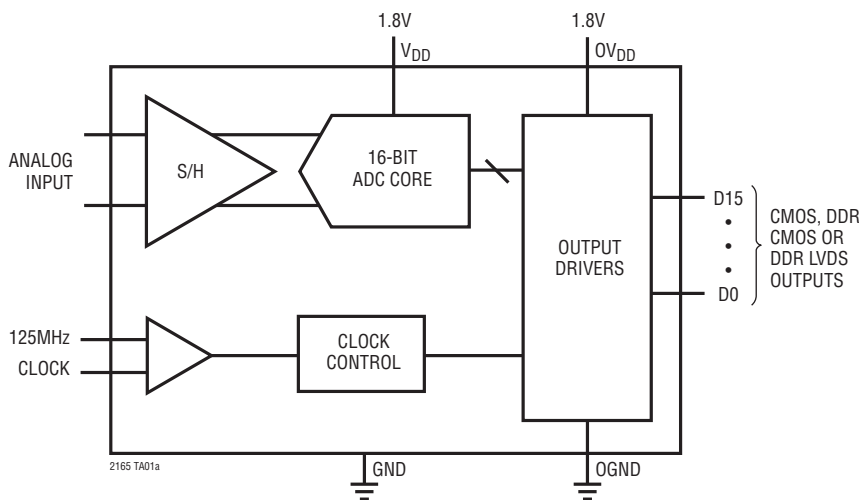 1.8V
1.8V
VDD
OVDD
ANALOG
INPUT
S/H
16-BIT
ADC CORE
OUTPUT
DRIVERS
D15
•
•
•
D0
CMOS, DDR
CMOS OR
DDR LVDS
OUTPUTS
125MHz
CLOCK
CLOCK
CONTROL
2165 TA01a
GND
OGND